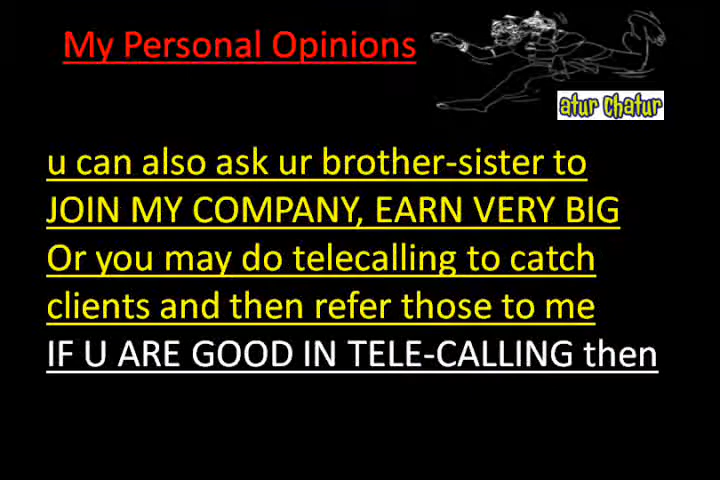 My Personal Opinions
atur Chatur
u can also ask ur brother-sister to
JOIN MY COMPANY, EARN VERY BIG
Or you may do telecalling to catch
clients and then refer those to me
IF U ARE GOOD IN TELE-CALLING then